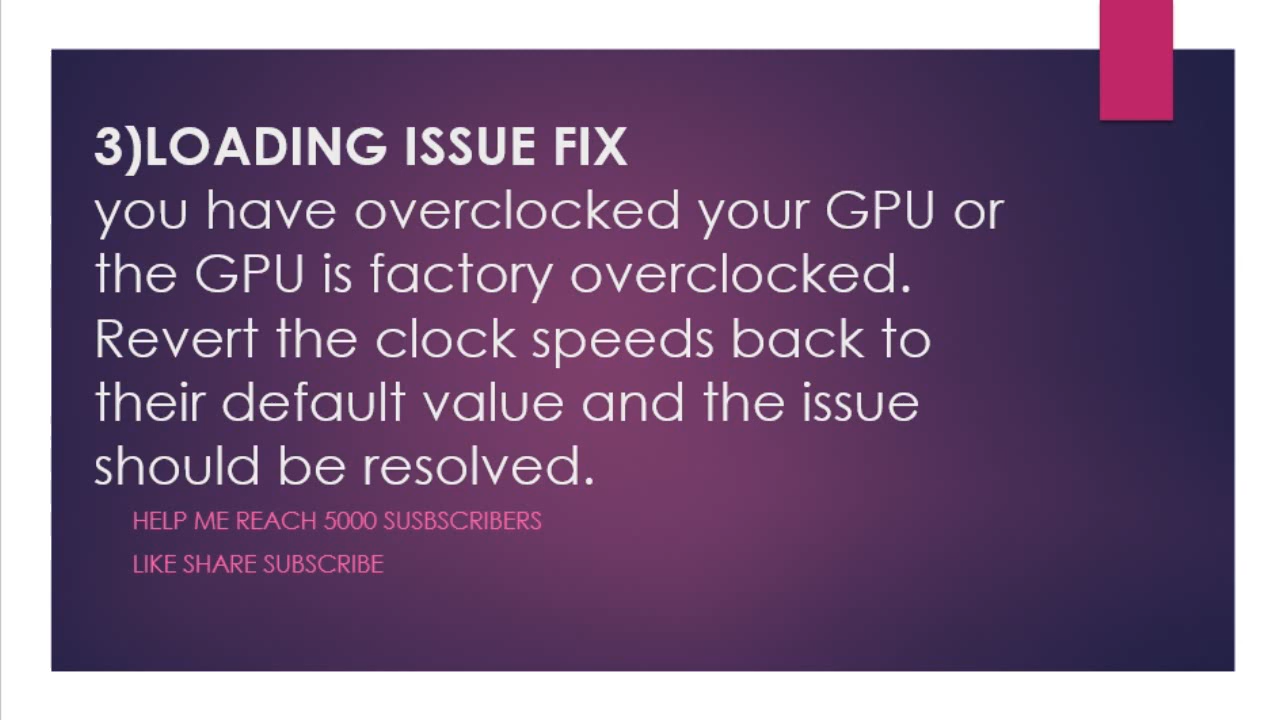 3)LOADING ISSUE FIX
you have overclocked your GPU or
the GPU is factory overclocked.
Revert the clock speeds back to
their default value and the issue
should be resolved.
HELP ME REACH 5000 SUSBSCRIBERS
LIKE SHARE SUBSCRIBE